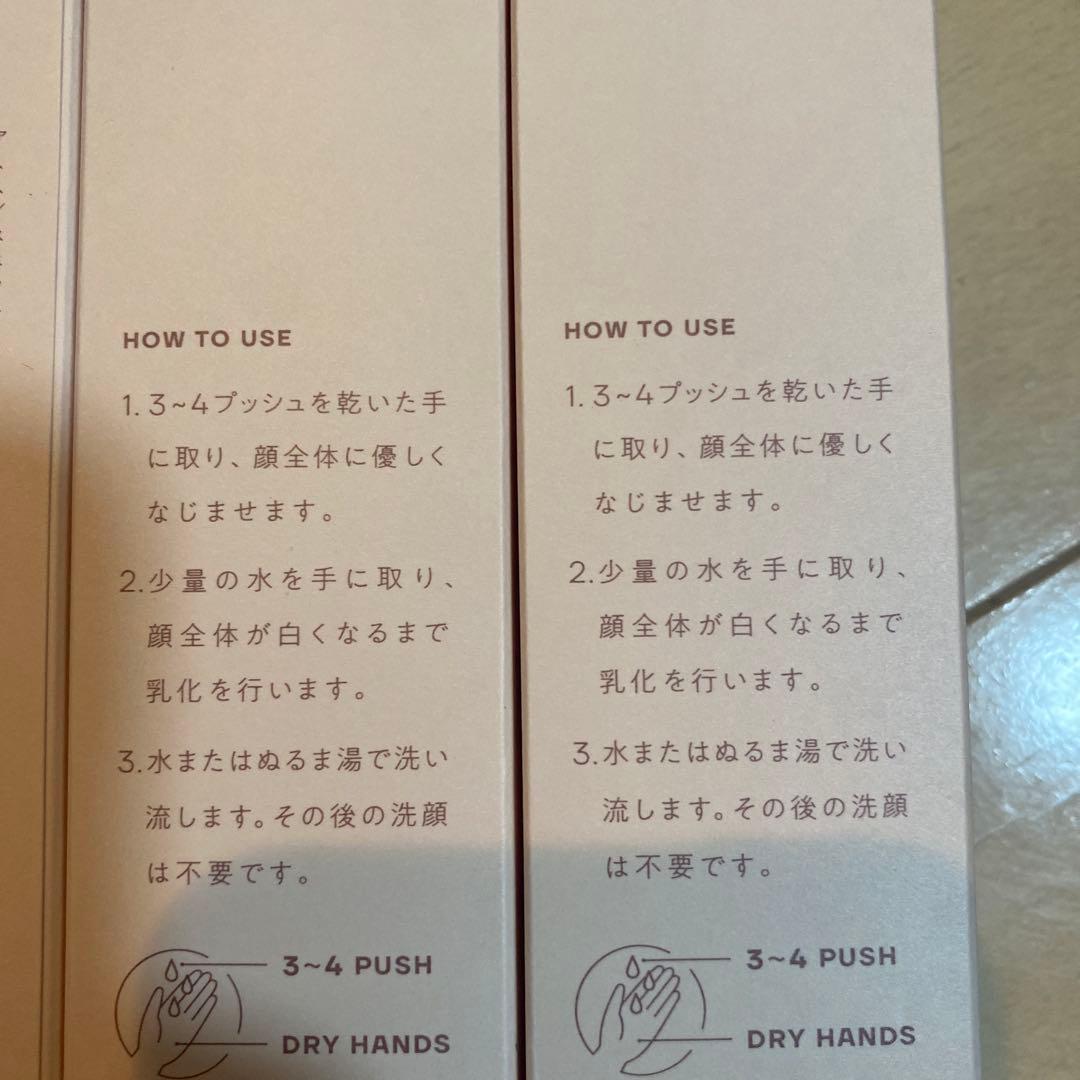 HOW TO USE
1. 3~4プッシュを乾いた手
に取り、顔全体に優しく
なじませます。
2. 少量の水を手に取り、
顔全体が白くなるまで
乳化を行います。
3. 水またはぬるま湯で洗い
流します。その後の洗顔
は不要です。
3~4 PUSH
DRY HANDS
HOW TO USE
1. 3~4プッシュを乾いた手
に取り、顔全体に優しく
なじませます。
2. 少量の水を手に取り、
顔全体が白くなるまで
乳化を行います。
3. 水またはぬるま湯で洗い
流します。その後の洗顔
は不要です。
3~4 PUSH
DRY HANDS